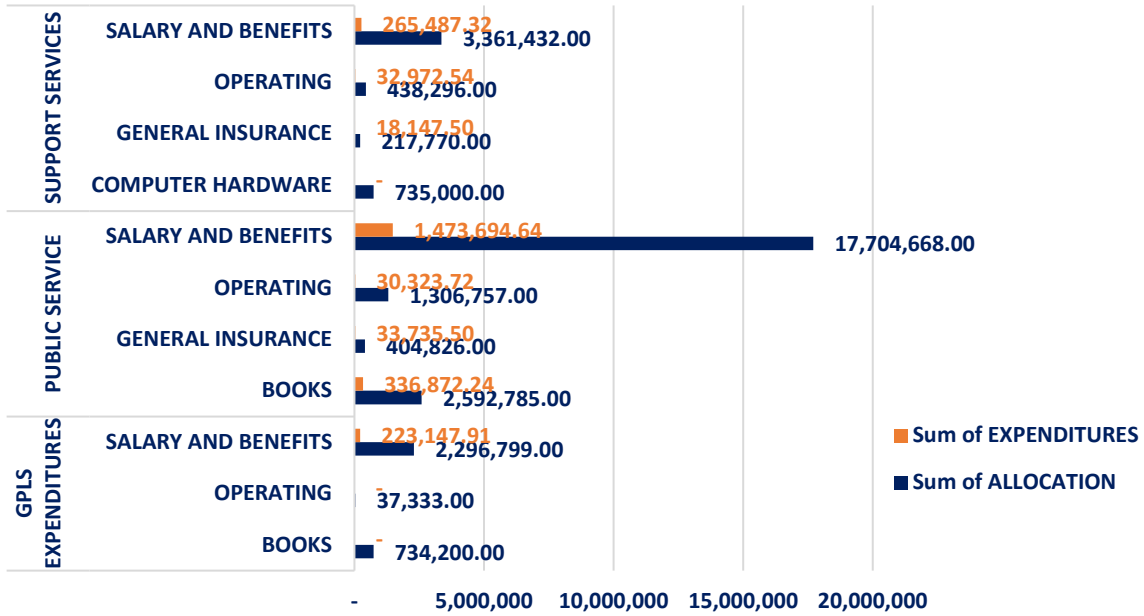 SUPPORT SERVICES
SALARY AND BENEFITS
265,487.32
3,361,432.00
OPERATING
32,972.54
438,296.00
GENERAL INSURANCE
18,147.50
217,770.00
COMPUTER HARDWARE
-
735,000.00
PUBLIC SERVICE
SALARY AND BENEFITS
1,473,694.64
17,704,668.00
OPERATING
30,323.72
1,306,757.00
GENERAL INSURANCE
33,735.50
404,826.00
BOOKS
336,872.24
2,592,785.00
GPLS
EXPENDITURES
SALARY AND BENEFITS
223,147.91
2,296,799.00
OPERATING
-
37,333.00
BOOKS
-
734,200.00
Sum of EXPENDITURES
Sum of ALLOCATION
- 5,000,000 10,000,000 15,000,000 20,000,000